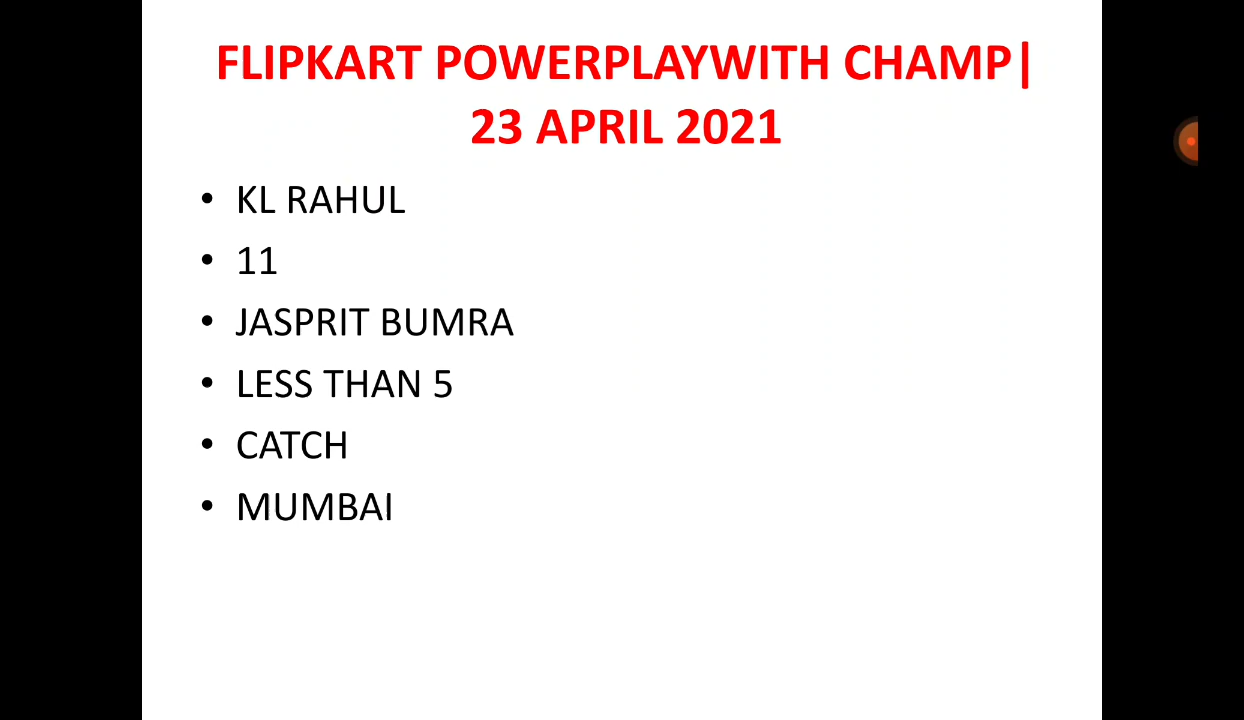 FLIPKART POWERPLAYWITH CHAMP|
23 APRIL 2021
• KL RAHUL
• 11
• JASPRIT BUMRA
• LESS THAN 5
• CATCH
• MUMBAI